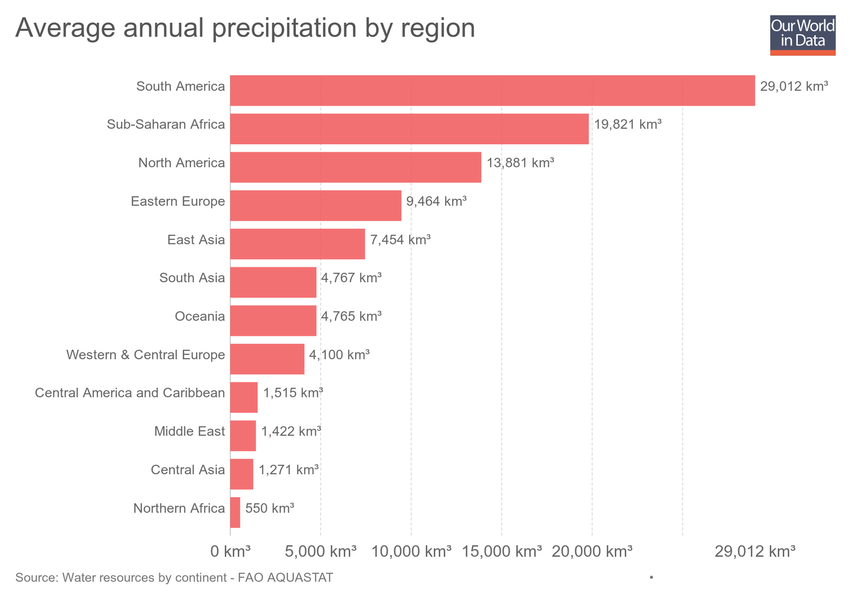 Average annual precipitation by region
Our World
in Data
South America 29,012 km³
Sub-Saharan Africa 19,821 km³
North America 13,881 km³
Eastern Europe 9,464 km³
East Asia 7,454 km³
South Asia 4,767 km³
Oceania 4,765 km³
Western & Central Europe 4,100 km³
Central America and Caribbean 1,515 km³
Middle East 1,422 km³
Central Asia 1,271 km³
Northern Africa 550 km³
0 km³ 5,000 km³ 10,000 km³ 15,000 km³ 20,000 km³ 29,012 km³
Source: Water resources by continent - FAO AQUASTAT •